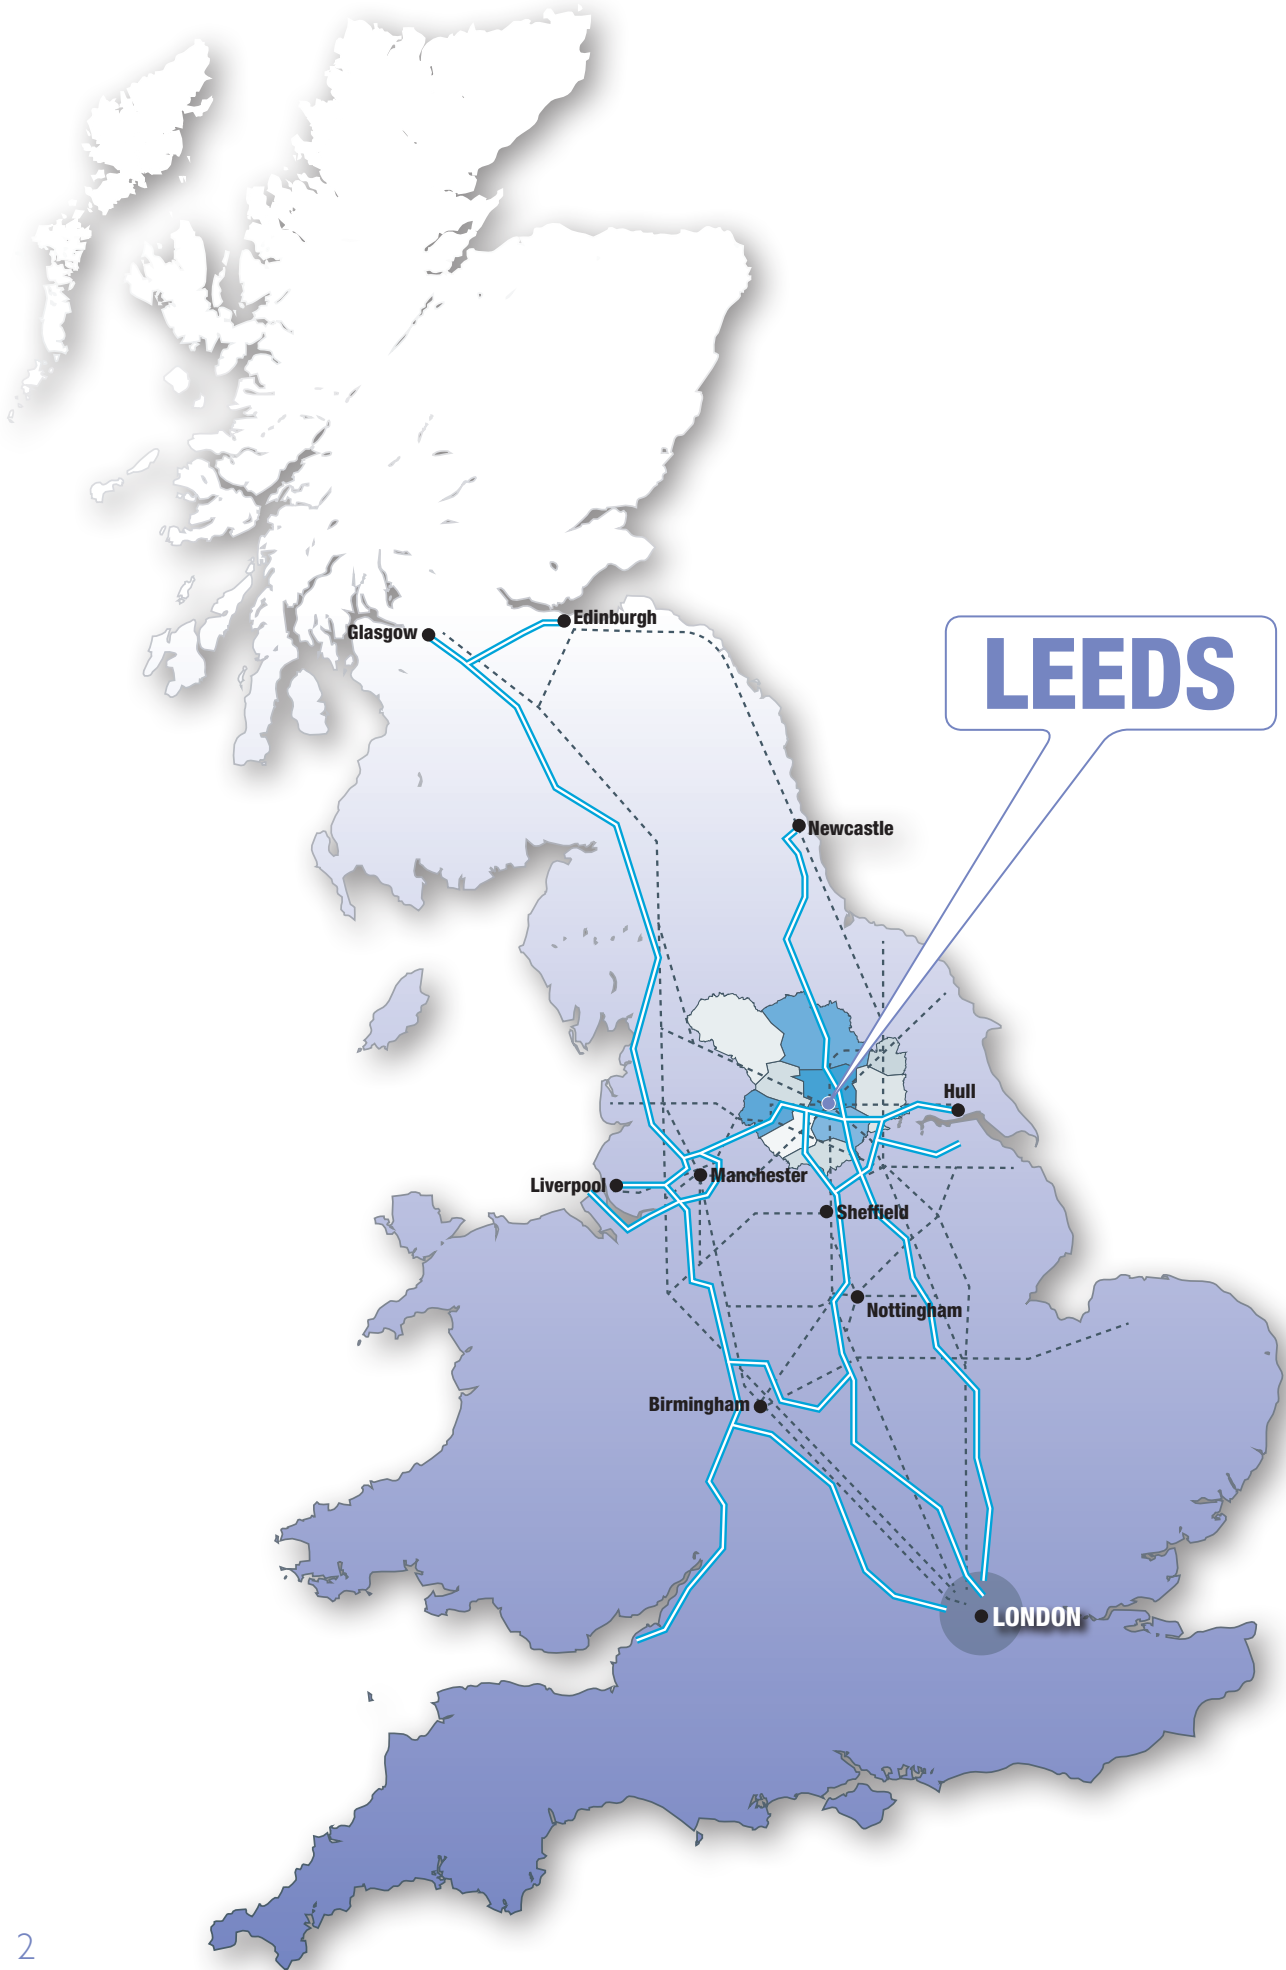 Edinburgh
Glasgow
LEEDS
Newcastle
Hull
Manchester
Liverpool
Sheffield
Nottingham
Birmingham
LONDON
2